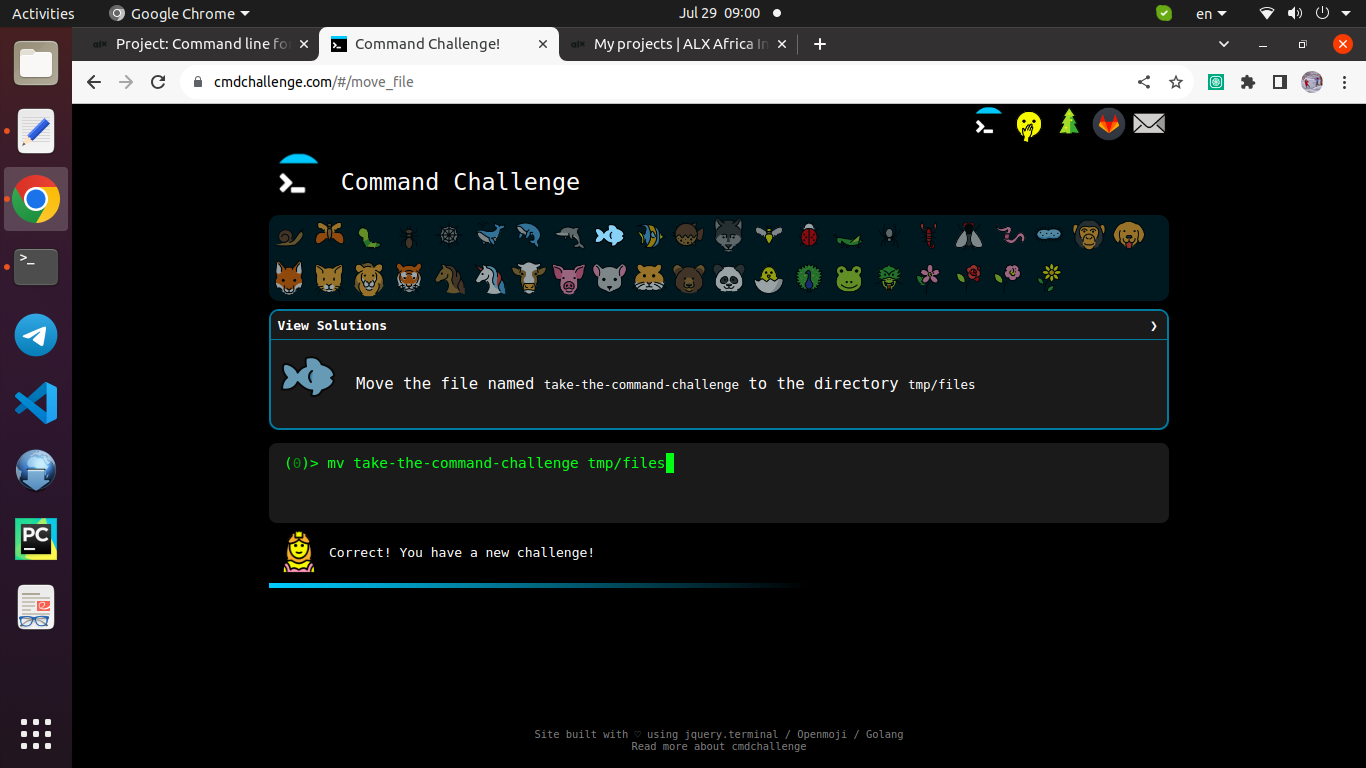 Activities Google Chrome Jul 29 09:00 en
Project: Command line fo
Command Challenge!
My projects | ALX Africa In
cmdchallenge.com/#/move_file
Command Challenge
View Solutions
Move the file named take-the-command-challenge to the directory tmp/files
(0)> mv take-the-command-challenge tmp/files
Correct! You have a new challenge!
Site built with ♡ using jquery.terminal / Openmoji / Golang
Read more about cmdchallenge